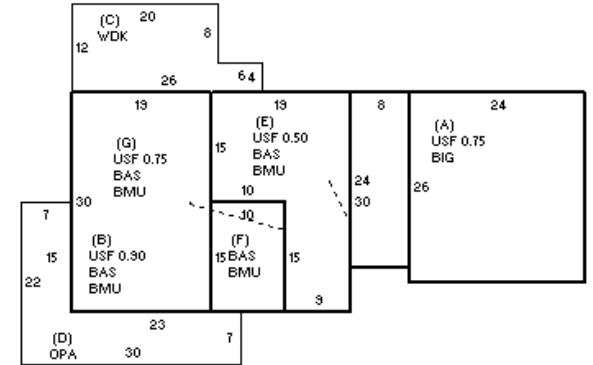 (C) 20
WDK
8
12
26
6 4
19
19
8
24
(G)
USF 0.75
BAS
BMU
(E)
USF 0.50
BAS
BMU
(A)
USF 0.75
BIG
15
24
30
26
30
10
10
7
15
22
(B)
USF 0.90
BAS
BMU
(F)
BAS
BMU
15
15
9
23
7
(D)
OPA
30